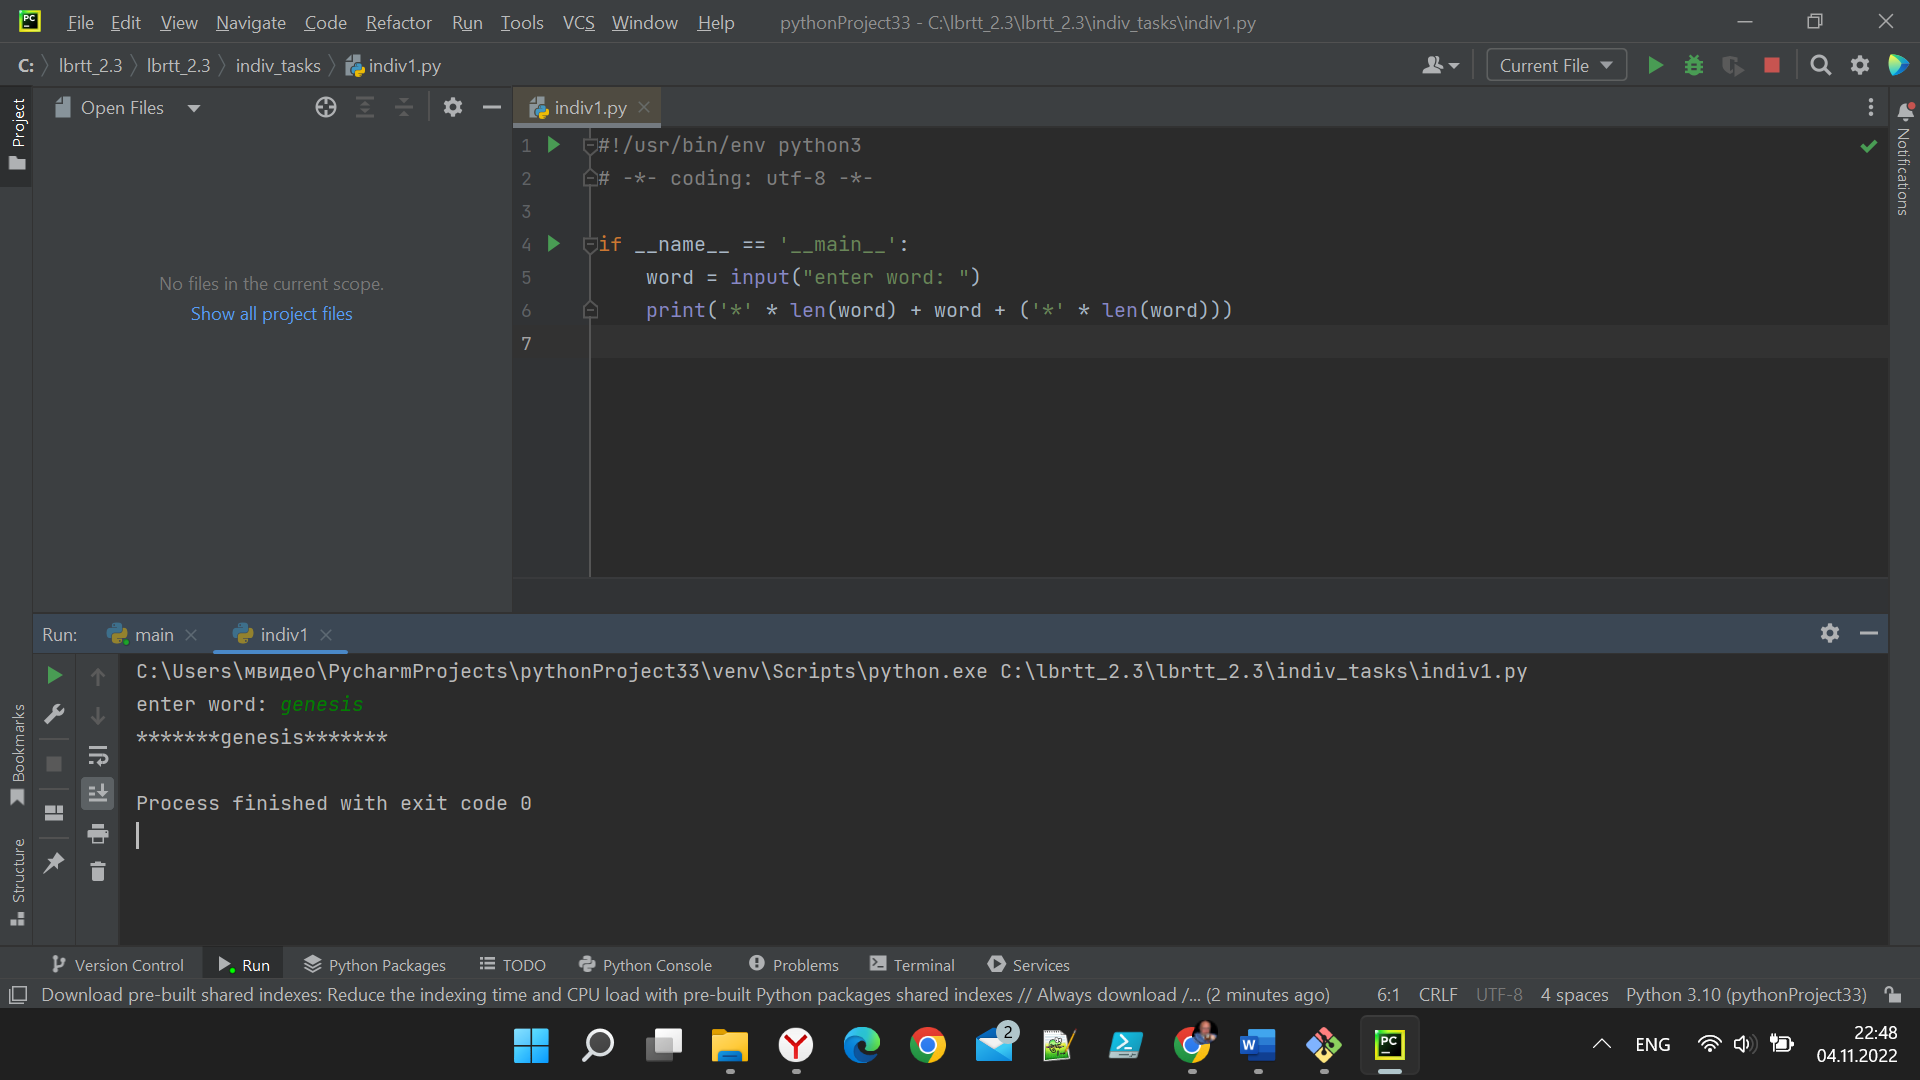 PC File Edit View Navigate Code Refactor Run Tools VCS Window Help pythonProject33 - C:\lbrtt_2.3\lbrtt_2.3\indiv_tasks\indiv1.py
C: lbrtt_2.3 lbrtt_2.3 indiv_tasks indiv1.py Current File
Project
Open Files
indiv1.py
Notifications
No files in the current scope.
Show all project files
1 #!/usr/bin/env python3
2 # -*- coding: utf-8 -*-
3
4 if __name__ == '__main__':
5 word = input("enter word: ")
6 print('*' * len(word) + word + ('*' * len(word)))
7
Run: main indiv1
C:\Users\мвидео\PycharmProjects\pythonProject33\venv\Scripts\python.exe C:\lbrtt_2.3\lbrtt_2.3\indiv_tasks\indiv1.py
enter word: genesis
*******genesis*******
Process finished with exit code 0
Bookmarks
Structure
Version Control Run Python Packages TODO Python Console Problems Terminal Services
Download pre-built shared indexes: Reduce the indexing time and CPU load with pre-built Python packages shared indexes // Always download /... (2 minutes ago) 6:1 CRLF UTF-8 4 spaces Python 3.10 (pythonProject33)
2 W PC ENG 22:48
04.11.2022